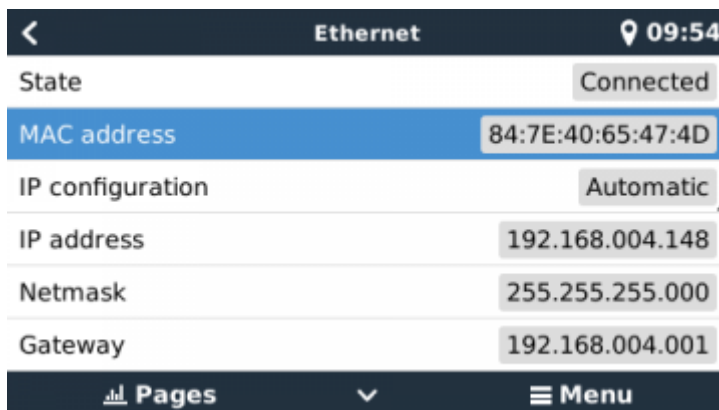 Ethernet 09:54
State Connected
MAC address 84:7E:40:65:47:4D
IP configuration Automatic
IP address 192.168.004.148
Netmask 255.255.255.000
Gateway 192.168.004.001
Pages Menu